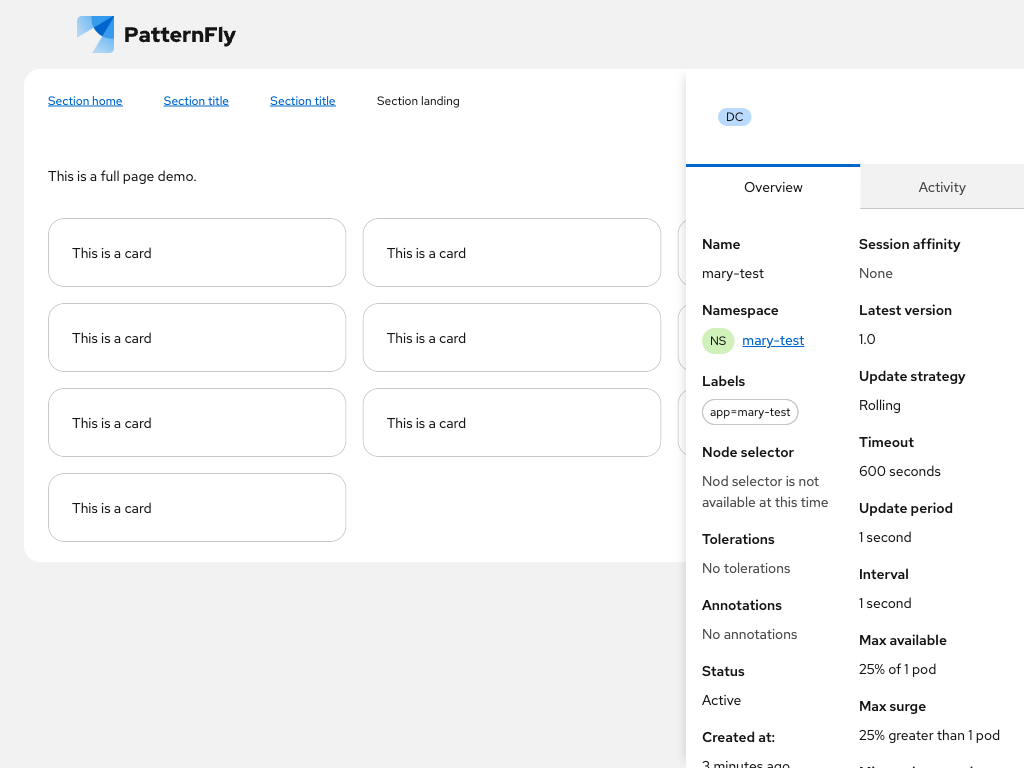 PatternFly
Section home
Section title
Section title
Section landing
This is a full page demo.
This is a card
This is a card
This is a card
This is a card
This is a card
This is a card
This is a card
DC
Overview
Activity
Name
mary-test
Namespace
NS mary-test
Labels
app=mary-test
Node selector
Nod selector is not
available at this time
Tolerations
No tolerations
Annotations
No annotations
Status
Active
Created at:
3 minutes ago
Session affinity
None
Latest version
1.0
Update strategy
Rolling
Timeout
600 seconds
Update period
1 second
Interval
1 second
Max available
25% of 1 pod
Max surge
25% greater than 1 pod